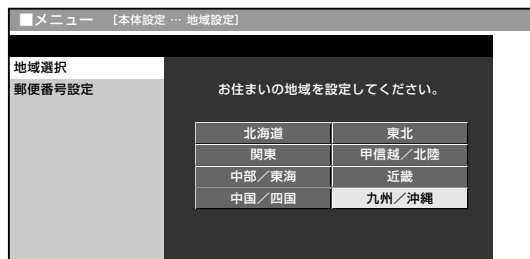 ■メニュー [本体設定 … 地域設定]
地域選択
郵便番号設定
お住まいの地域を設定してください。
北海道 東北
関東 甲信越／北陸
中部／東海 近畿
中国／四国 九州／沖縄